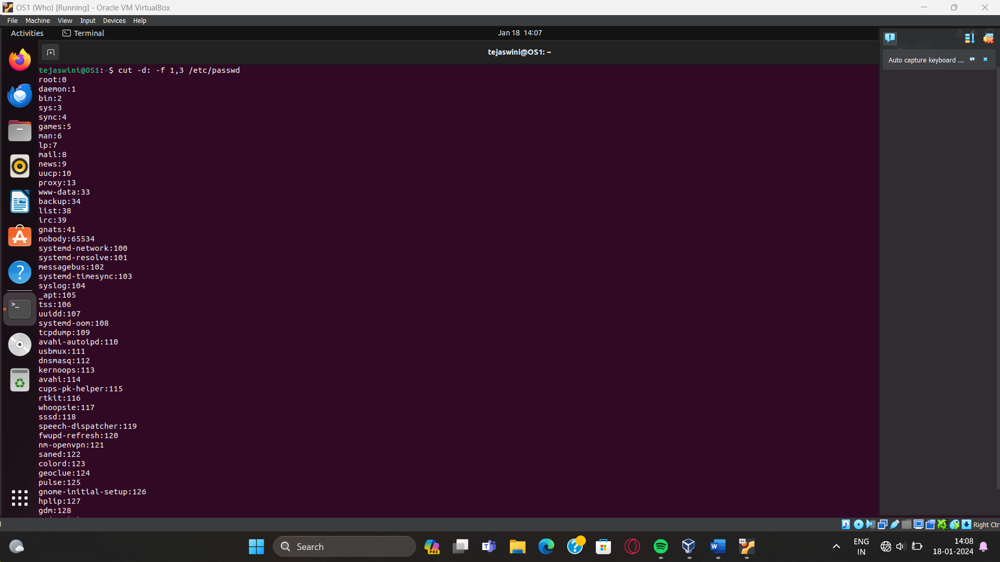 OS1 (Who) [Running] - Oracle VM VirtualBox
File Machine View Input Devices Help
Activities Terminal Jan 18 14:07
tejaswini@OS1: ~
Auto capture keyboard ...
tejaswini@OS1:~$ cut -d: -f 1,3 /etc/passwd
root:0
daemon:1
bin:2
sys:3
sync:4
games:5
man:6
lp:7
mail:8
news:9
uucp:10
proxy:13
www-data:33
backup:34
list:38
irc:39
gnats:41
nobody:65534
systemd-network:100
systemd-resolve:101
messagebus:102
systemd-timesync:103
syslog:104
_apt:105
tss:106
uuidd:107
systemd-oom:108
tcpdump:109
avahi-autoipd:110
usbmux:111
dnsmasq:112
kernoops:113
avahi:114
cups-pk-helper:115
rtkit:116
whoopsie:117
sssd:118
speech-dispatcher:119
fwupd-refresh:120
nm-openvpn:121
saned:122
colord:123
geoclue:124
pulse:125
gnome-initial-setup:126
hplip:127
gdm:128
Right Ctr
Search
PRE
64
ENG
IN
14:08
18-01-2024